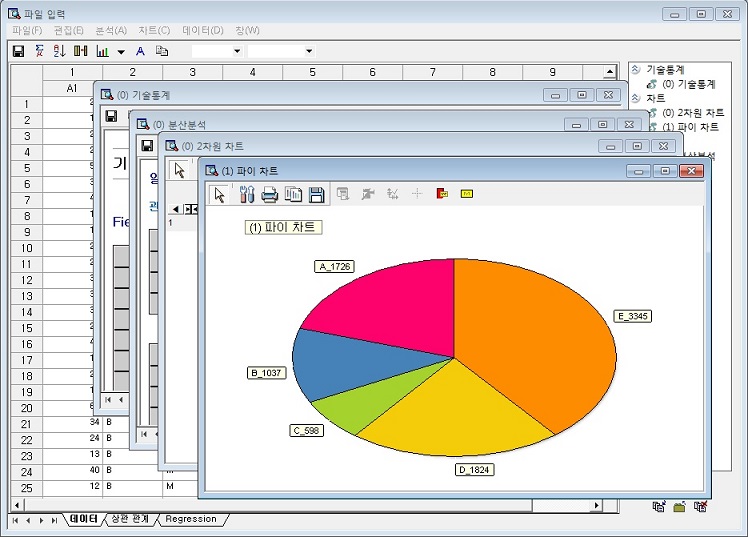 파일 입력
파일(F) 편집(E) 분석(A) 차트(C) 데이터(D) 창(W)
1 2 3 4 5 6 7 8 9
A1
기술통계
(0) 기술통계
차트
(0) 2차원 차트
(1) 파이 차트
(0) 기술통계
(0) 분산분석
(0) 2차원 차트
(1) 파이 차트
(1) 파이 차트
A_1726
E_3345
B_1037
C_598
D_1824
Fie
1
1
2
3
4
5
6
7
8
9
10
11
12
13
14
15
16
17
18
19
20
21 34 B
22 24 B
23 13 B
24 40 B
25 12 B M
데이터 상관 관계 Regression